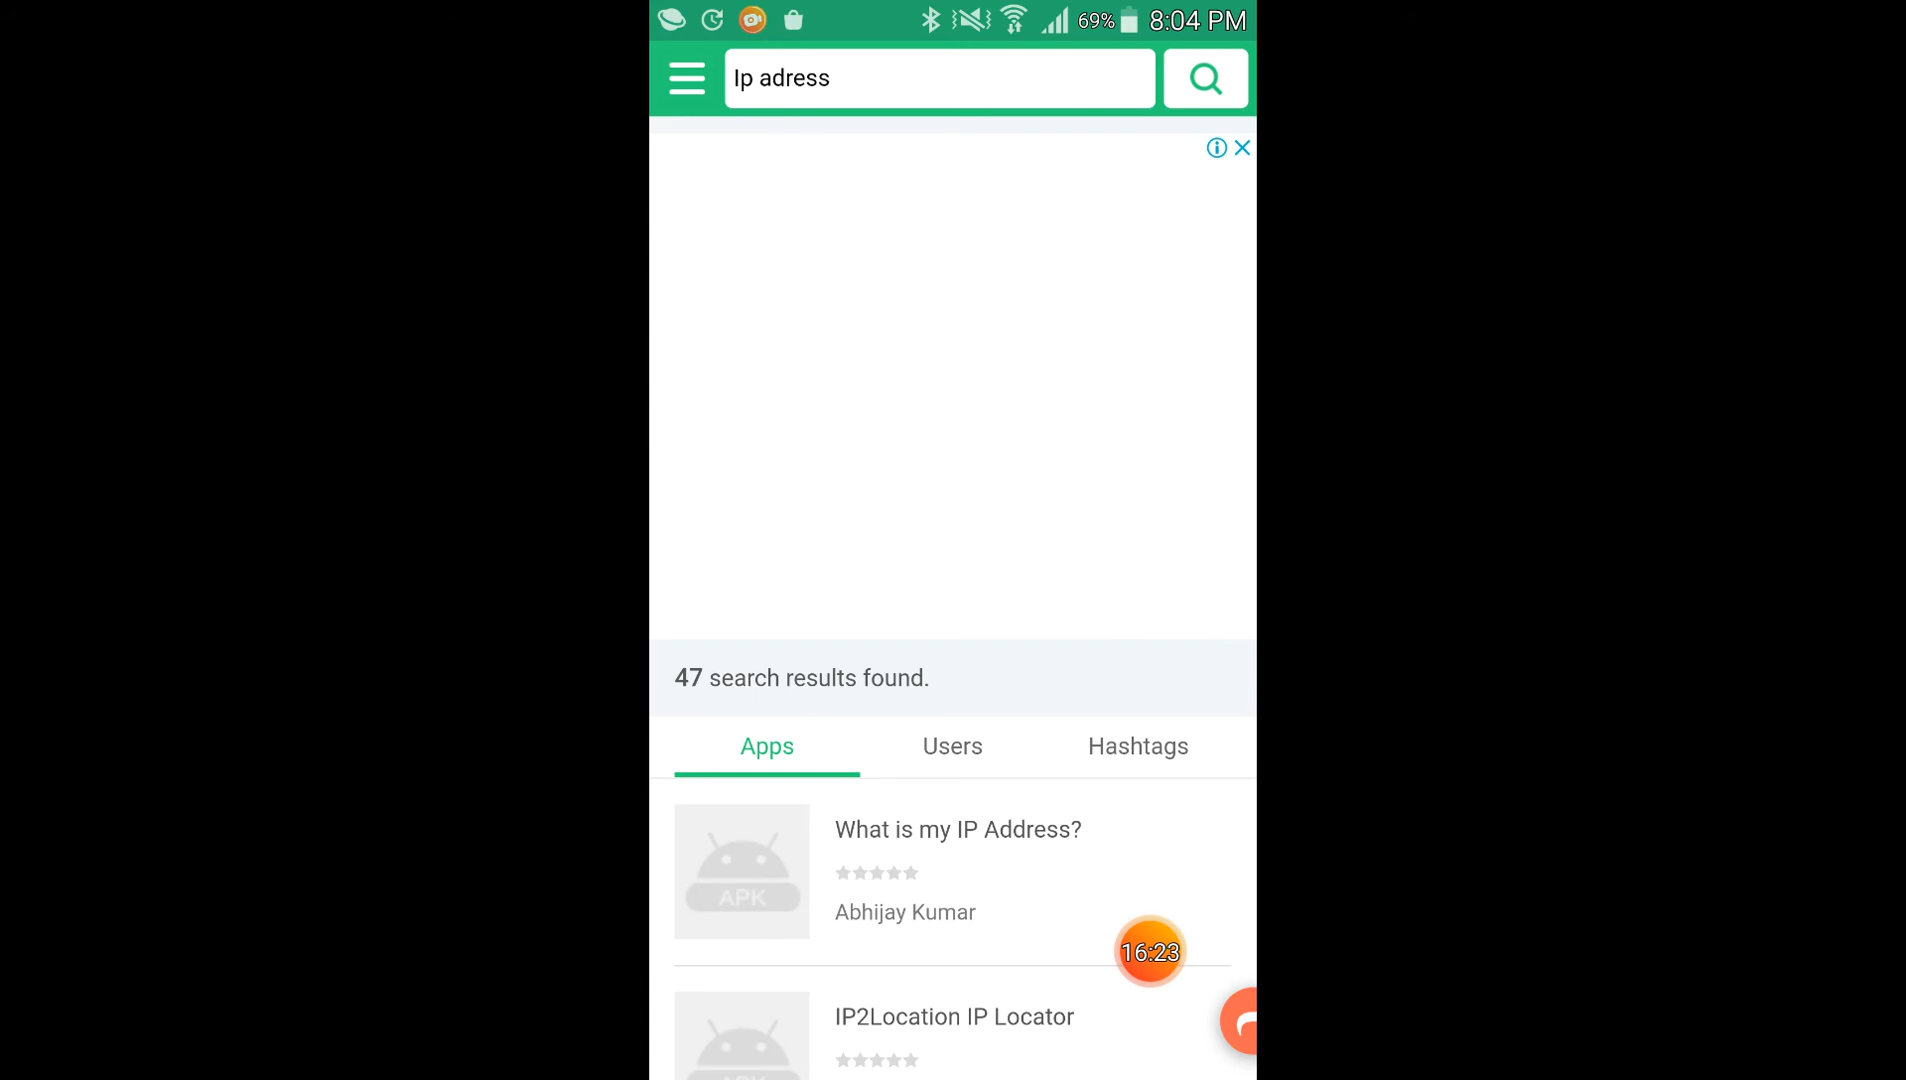 69% 8:04 PM
Ip adress
47 search results found.
Apps Users Hashtags
What is my IP Address?
APK
Abhijay Kumar
16:23
IP2Location IP Locator